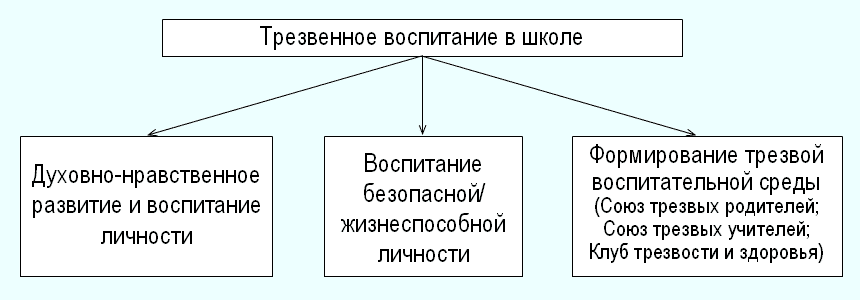 Трезвенное воспитание в школе
Духовно-нравственное
развитие и воспитание
личности
Воспитание
безопасной/
жизнеспособной
личности
Формирование трезвой
воспитательной среды
(Союз трезвых родителей;
Союз трезвых учителей;
Клуб трезвости и здоровья)